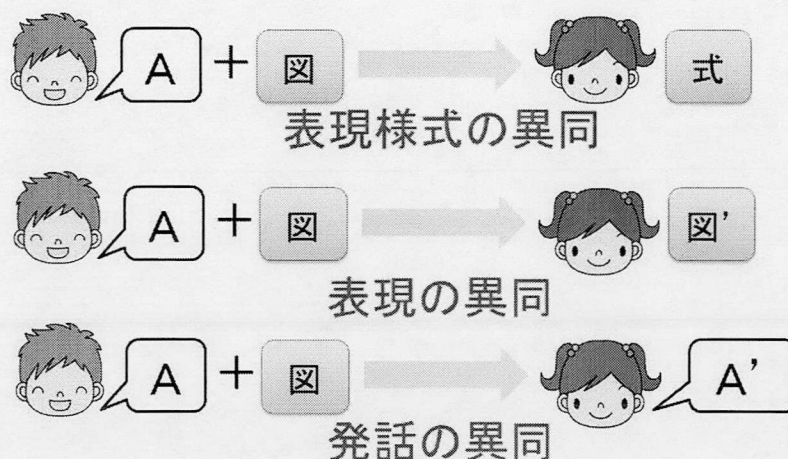 A + 図 式
表現様式の異同
A + 図 図'
表現の異同
A + 図 A'
発話の異同